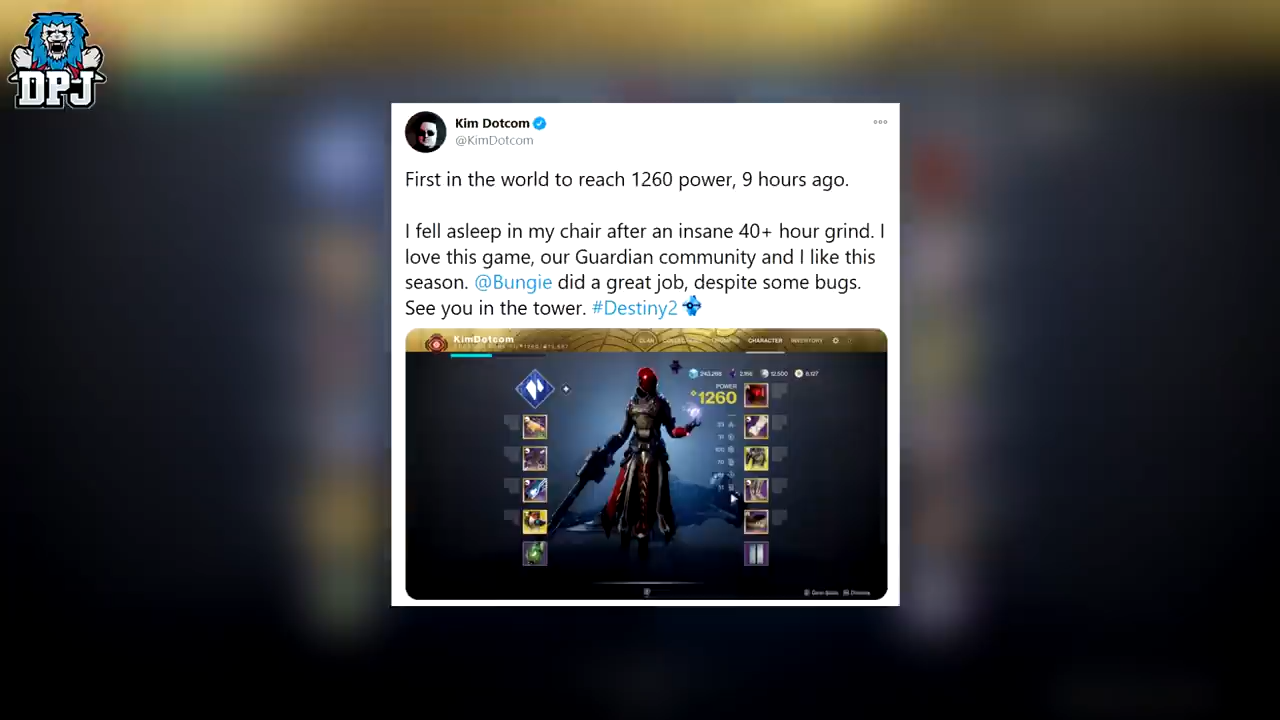 DPJ
Kim Dotcom
@KimDotcom
First in the world to reach 1260 power, 9 hours ago.
I fell asleep in my chair after an insane 40+ hour grind. I
love this game, our Guardian community and I like this
season. @Bungie did a great job, despite some bugs.
See you in the tower. #Destiny2
KimDotcom
CLAN
CHARACTER
INVENTORY
POWER
1260